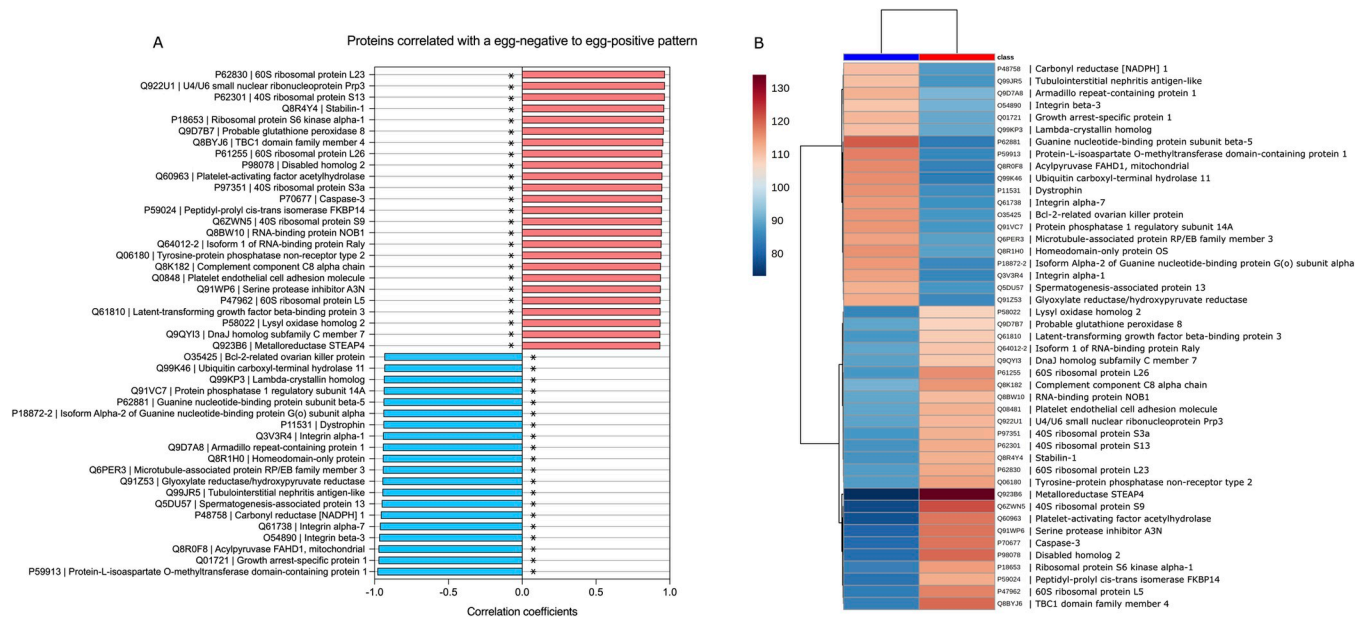 A
Proteins correlated with a egg-negative to egg-positive pattern
P62830 | 60S ribosomal protein L23
Q922U1 | U4/U6 small nuclear ribonucleoprotein Prp3
P62301 | 40S ribosomal protein S13
Q8R4Y4 | Stabilin-1
P18653 | Ribosomal protein S6 kinase alpha-1
Q9D7B7 | Probable glutathione peroxidase 8
Q8BYJ6 | TBC1 domain family member 4
P61255 | 60S ribosomal protein L26
P98078 | Disabled homolog 2
Q60963 | Platelet-activating factor acetylhydrolase
P97351 | 40S ribosomal protein S3a
P70677 | Caspase-3
P59024 | Peptidyl-prolyl cis-trans isomerase FKBP14
Q6ZWN5 | 40S ribosomal protein S9
Q8BW10 | RNA-binding protein NOB1
Q64012-2 | Isoform 1 of RNA-binding protein Raly
Q06180 | Tyrosine-protein phosphatase non-receptor type 2
Q8K182 | Complement component C8 alpha chain
Q0848 | Platelet endothelial cell adhesion molecule
Q91WP6 | Serine protease inhibitor A3N
P47962 | 60S ribosomal protein L5
Q61810 | Latent-transforming growth factor beta-binding protein 3
P58022 | Lysyl oxidase homolog 2
Q9QYI3 | DnaJ homolog subfamily C member 7
Q923B6 | Metalloreductase STEAP4
O35425 | Bcl-2-related ovarian killer protein
Q99K46 | Ubiquitin carboxyl-terminal hydrolase 11
Q99KP3 | Lambda-crystallin homolog
Q91VC7 | Protein phosphatase 1 regulatory subunit 14A
P62881 | Guanine nucleotide-binding protein subunit beta-5
P18872-2 | Isoform Alpha-2 of Guanine nucleotide-binding protein G(o) subunit alpha
P11531 | Dystrophin
Q3V3R4 | Integrin alpha-1
Q9D7A8 | Armadillo repeat-containing protein 1
Q8R1H0 | Homeodomain-only protein
Q6PER3 | Microtubule-associated protein RP/EB family member 3
Q91Z53 | Glyoxylate reductase/hydroxypyruvate reductase
Q99JR5 | Tubulointerstitial nephritis antigen-like
Q5DU57 | Spermatogenesis-associated protein 13
P48758 | Carbonyl reductase [NADPH] 1
Q61738 | Integrin alpha-7
O54890 | Integrin beta-3
Q8R0F8 | Acylpyruvase FAHD1, mitochondrial
Q01721 | Growth arrest-specific protein 1
P59913 | Protein-L-isoaspartate O-methyltransferase domain-containing protein 1
-1.0 -0.5 0.0 0.5 1.0
Correlation coefficients
B
130
120
110
100
90
80
class
P48758 | Carbonyl reductase [NADPH] 1
Q99JR5 | Tubulointerstitial nephritis antigen-like
Q9D7A8 | Armadillo repeat-containing protein 1
O54890 | Integrin beta-3
Q01721 | Growth arrest-specific protein 1
Q99KP3 | Lambda-crystallin homolog
P62881 | Guanine nucleotide-binding protein subunit beta-5
P59913 | Protein-L-isoaspartate O-methyltransferase domain-containing protein 1
Q8R0F8 | Acylpyruvase FAHD1, mitochondrial
Q99K46 | Ubiquitin carboxyl-terminal hydrolase 11
P11531 | Dystrophin
Q61738 | Integrin alpha-7
O35425 | Bcl-2-related ovarian killer protein
Q91VC7 | Protein phosphatase 1 regulatory subunit 14A
Q6PER3 | Microtubule-associated protein RP/EB family member 3
Q8R1H0 | Homeodomain-only protein OS
P18872-2 | Isoform Alpha-2 of Guanine nucleotide-binding protein G(o) subunit alpha
Q3V3R4 | Integrin alpha-1
Q5DU57 | Spermatogenesis-associated protein 13
Q91Z53 | Glyoxylate reductase/hydroxypyruvate reductase
P58022 | Lysyl oxidase homolog 2
Q9D7B7 | Probable glutathione peroxidase 8
Q61810 | Latent-transforming growth factor beta-binding protein 3
Q64012-2 | Isoform 1 of RNA-binding protein Raly
Q9QYI3 | DnaJ homolog subfamily C member 7
P61255 | 60S ribosomal protein L26
Q8K182 | Complement component C8 alpha chain
Q8BW10 | RNA-binding protein NOB1
Q08481 | Platelet endothelial cell adhesion molecule
Q922U1 | U4/U6 small nuclear ribonucleoprotein Prp3
P97351 | 40S ribosomal protein S3a
P62301 | 40S ribosomal protein S13
Q8R4Y4 | Stabilin-1
P62830 | 60S ribosomal protein L23
Q06180 | Tyrosine-protein phosphatase non-receptor type 2
Q923B6 | Metalloreductase STEAP4
Q6ZWN5 | 40S ribosomal protein S9
Q60963 | Platelet-activating factor acetylhydrolase
Q91WP6 | Serine protease inhibitor A3N
P70677 | Caspase-3
P98078 | Disabled homolog 2
P18653 | Ribosomal protein S6 kinase alpha-1
P59024 | Peptidyl-prolyl cis-trans isomerase FKBP14
P47962 | 60S ribosomal protein L5
Q8BYJ6 | TBC1 domain family member 4